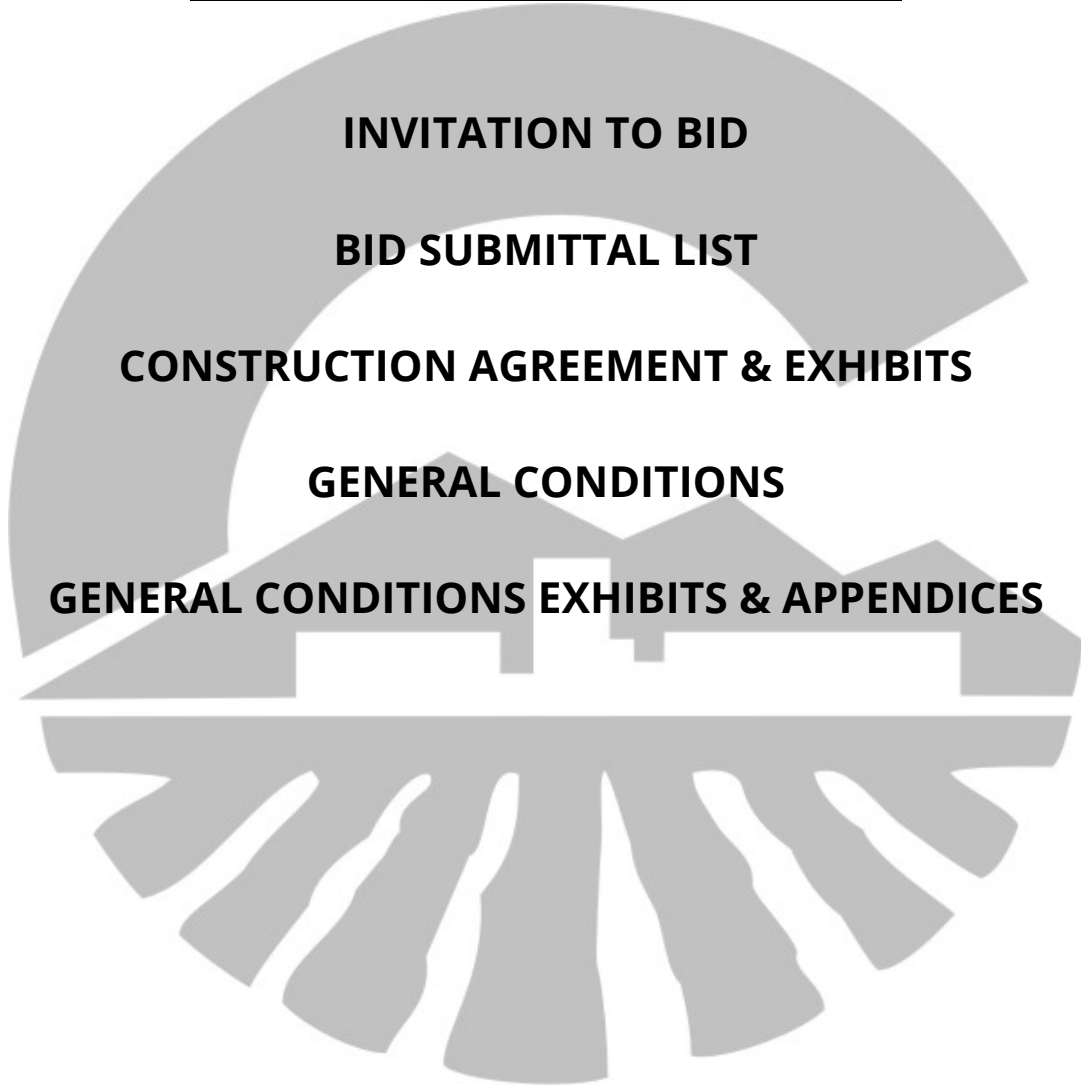 INVITATION TO BID
BID SUBMITTAL LIST
CONSTRUCTION AGREEMENT & EXHIBITS
GENERAL CONDITIONS
GENERAL CONDITIONS EXHIBITS & APPENDICES